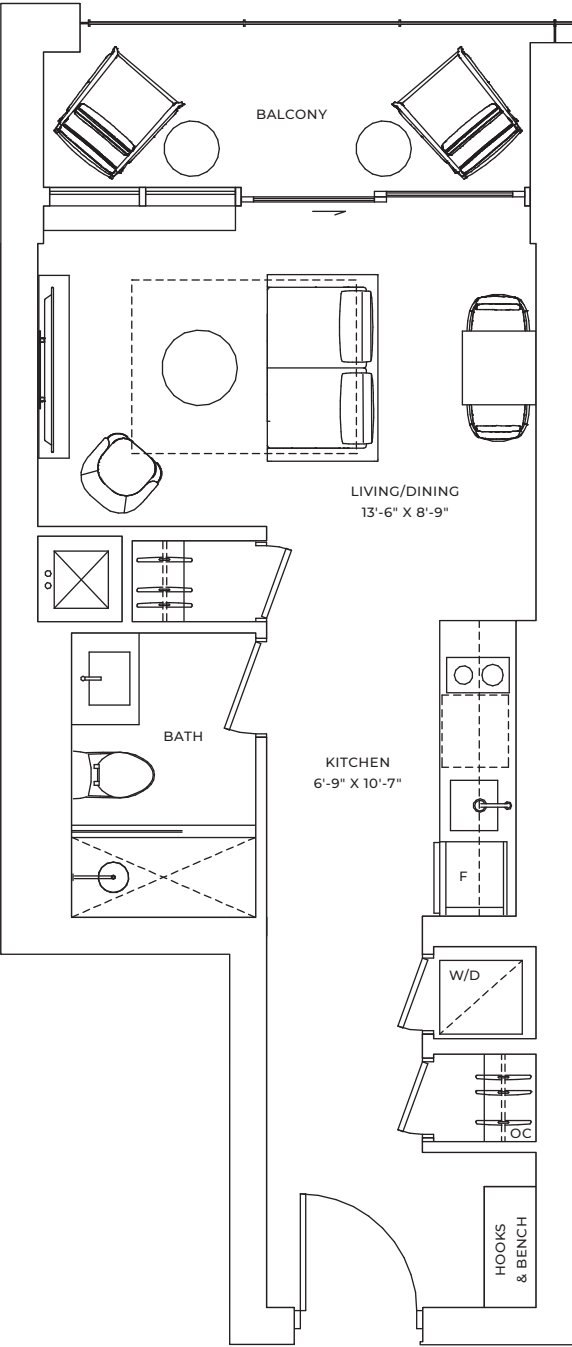 BALCONY
LIVING/DINING
13'-6" X 8'-9"
BATH
KITCHEN
6'-9" X 10'-7"
F
W/D
OC
HOOKS
& BENCH